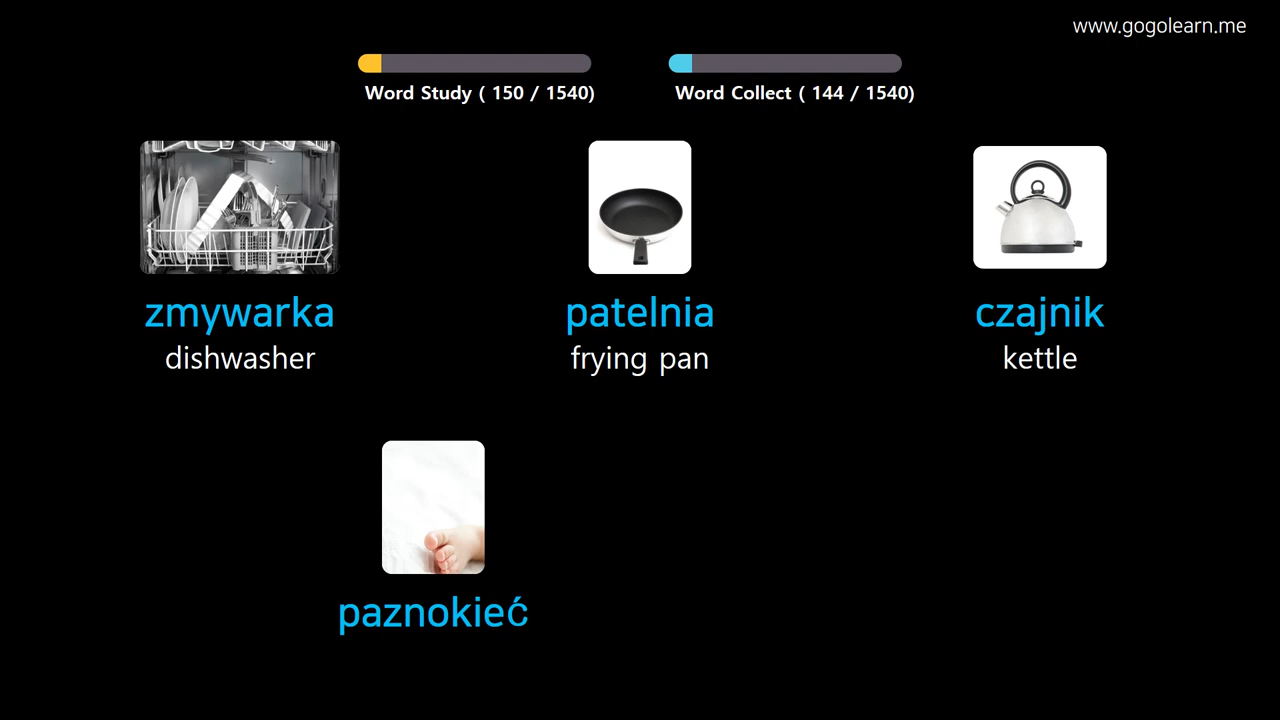 www.gogolearn.me
Word Study ( 150 / 1540)
Word Collect ( 144 / 1540)
zmywarka
dishwasher
patelnia
frying pan
czajnik
kettle
paznokieć